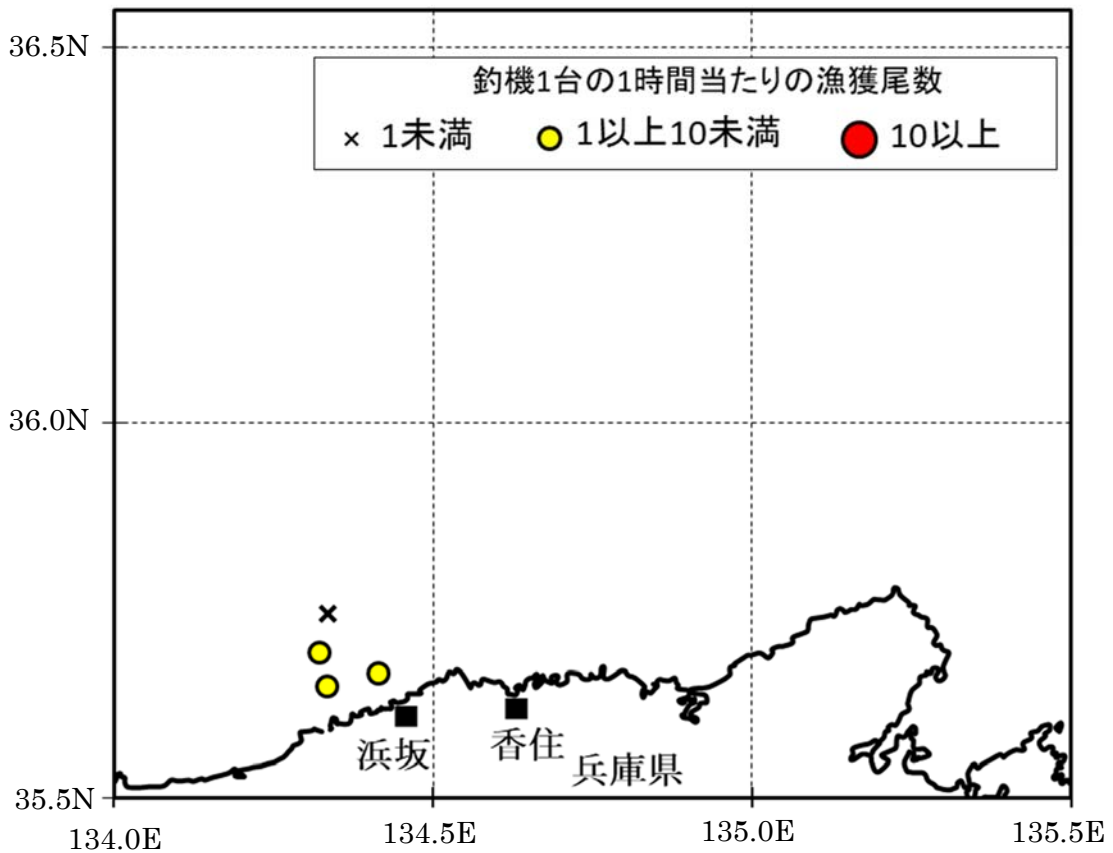 36.5N
釣機1台の1時間当たりの漁獲尾数
× 1未満 1以上10未満 10以上
36.0N
浜坂
香住
兵庫県
35.5N
134.0E 134.5E 135.0E 135.5E